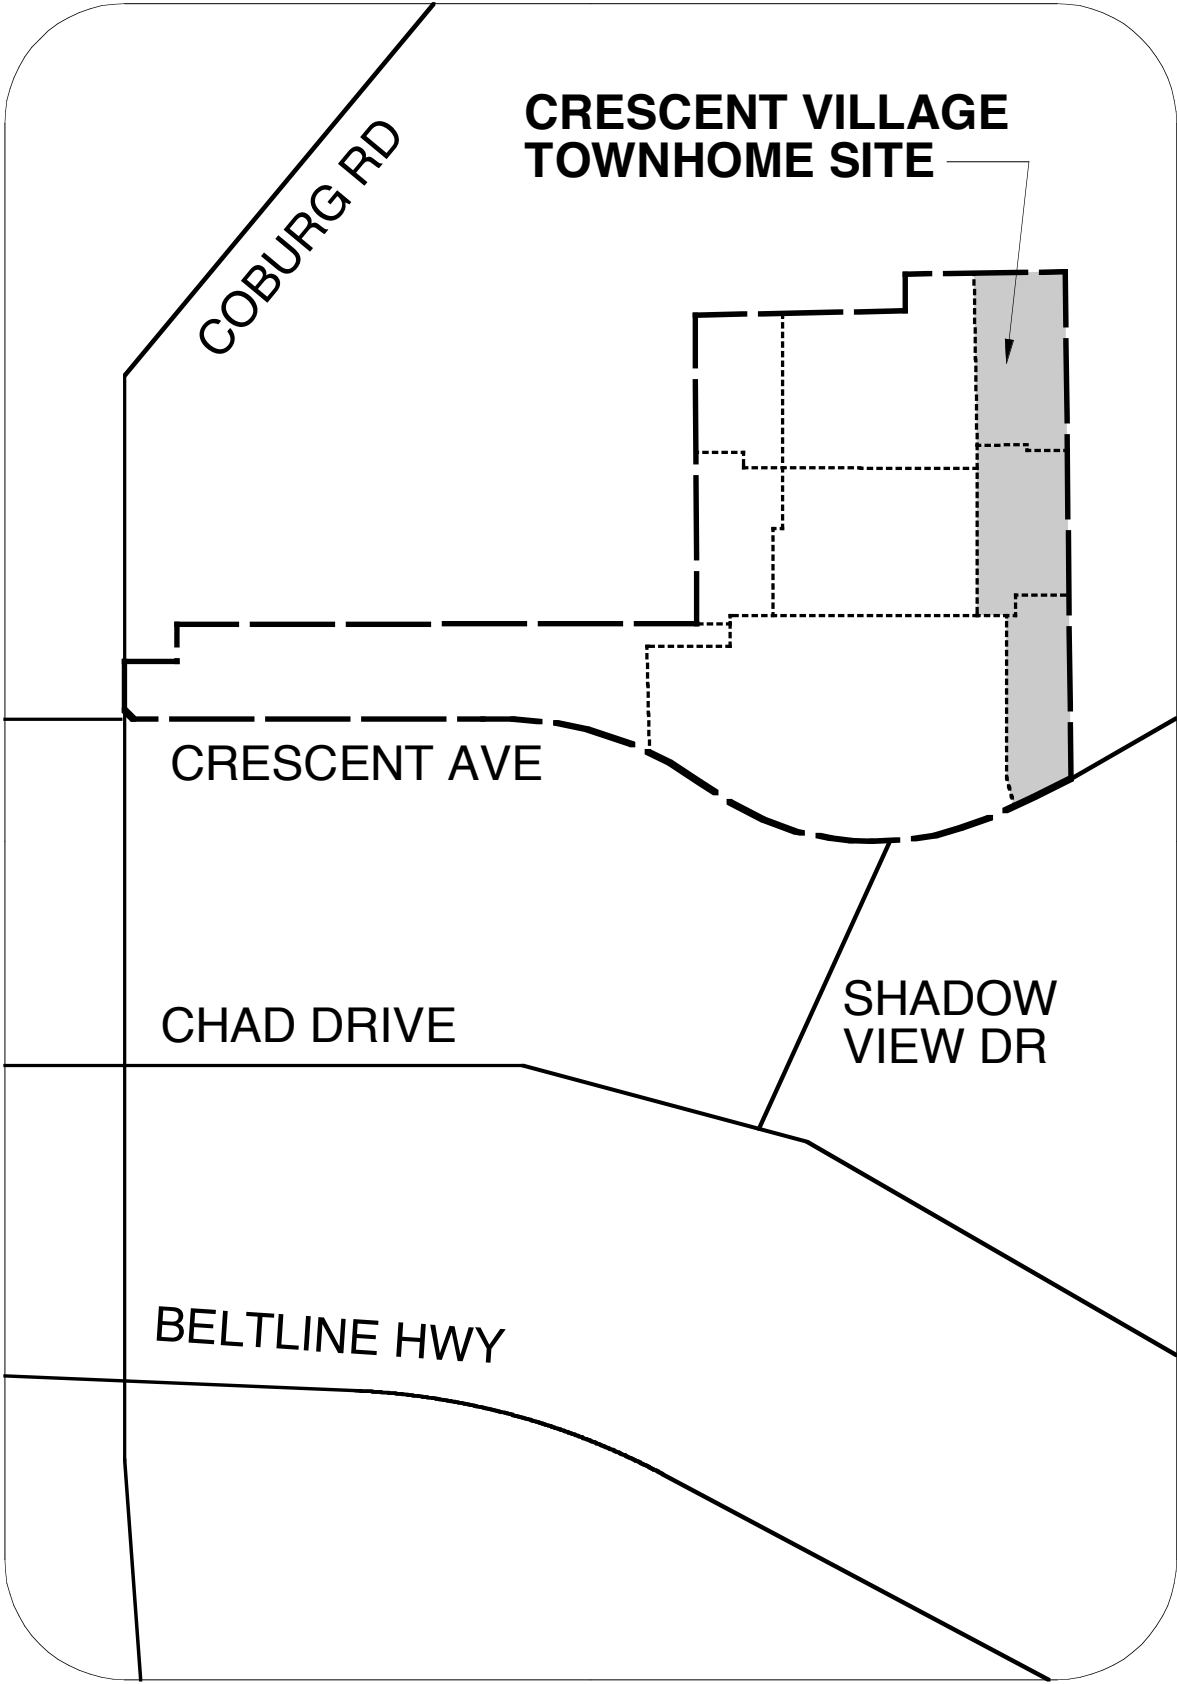 CRESCENT VILLAGE
TOWNHOME SITE
COBURG RD
CRESCENT AVE
SHADOW
VIEW DR
CHAD DRIVE
BELTLINE HWY